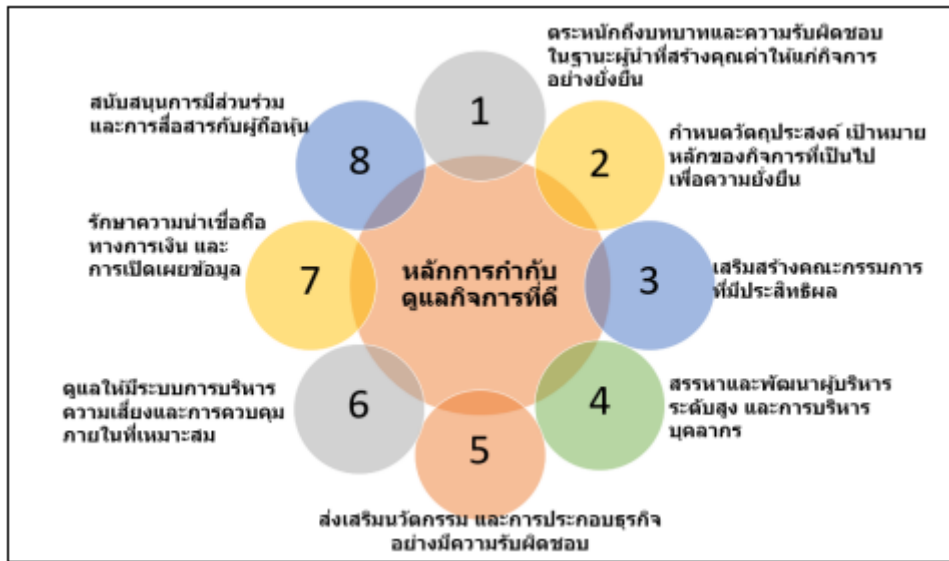 1
ตระหนักถึงบทบาทและความรับผิดชอบ
ในฐานะผู้นำที่สร้างคุณค่าให้แก่กิจการ
อย่างยั่งยืน
2
กำหนดวัตถุประสงค์ เป้าหมาย
หลักของกิจการที่เป็นไป
เพื่อความยั่งยืน
3
เสริมสร้างคณะกรรมการ
ที่มีประสิทธิผล
4
สรรหาและพัฒนาผู้บริหาร
ระดับสูง และการบริหาร
บุคลากร
5
ส่งเสริมนวัตกรรม และการประกอบธุรกิจ
อย่างมีความรับผิดชอบ
6
ดูแลให้มีระบบการบริหาร
ความเสี่ยงและการควบคุม
ภายในที่เหมาะสม
7
รักษาความน่าเชื่อถือ
ทางการเงิน และ
การเปิดเผยข้อมูล
8
สนับสนุนการมีส่วนร่วม
และการสื่อสารกับผู้ถือหุ้น
หลักการกำกับ
ดูแลกิจการที่ดี